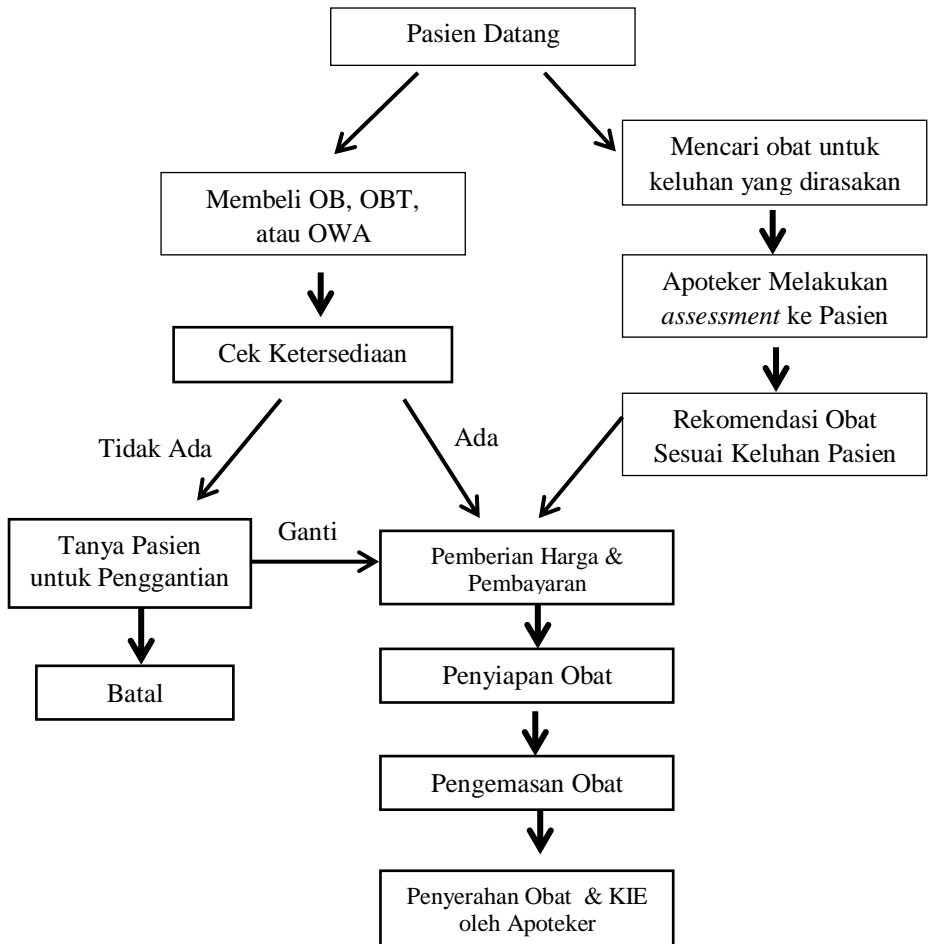 Pasien Datang
Mencari obat untuk
keluhan yang dirasakan
Membeli OB, OBT,
atau OWA
Apoteker Melakukan
assessment ke Pasien
Cek Ketersediaan
Rekomendasi Obat
Sesuai Keluhan Pasien
Tidak Ada
Ada
Tanya Pasien
untuk Penggantian
Ganti
Pemberian Harga &
Pembayaran
Batal
Penyiapan Obat
Pengemasan Obat
Penyerahan Obat & KIE
oleh Apoteker